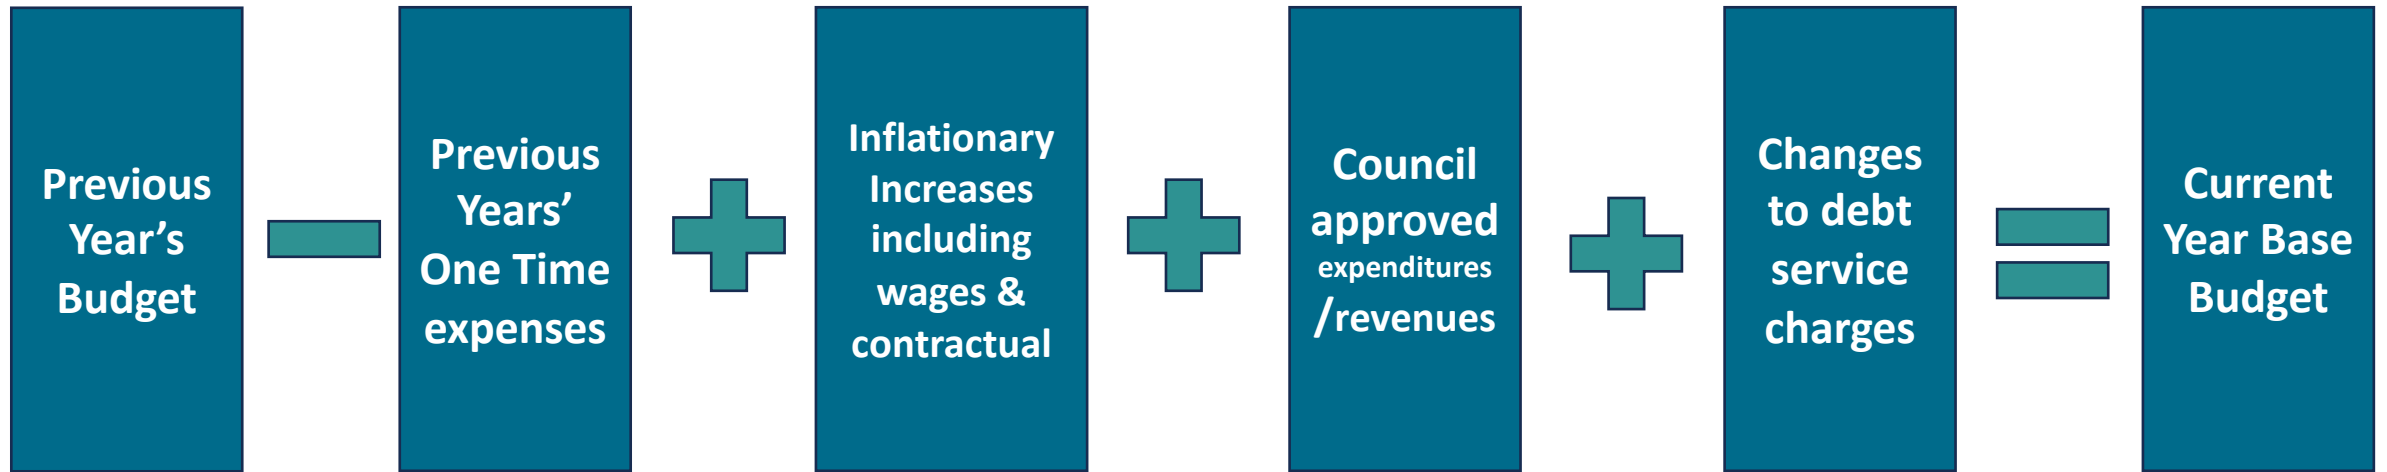 Previous
Year’s
Budget
Previous
Years’
One Time
expenses
Inflationary
Increases
including
wages &
contractual
Council
approved
expenditures
/revenues
Changes
to debt
service
charges
Current
Year Base
Budget